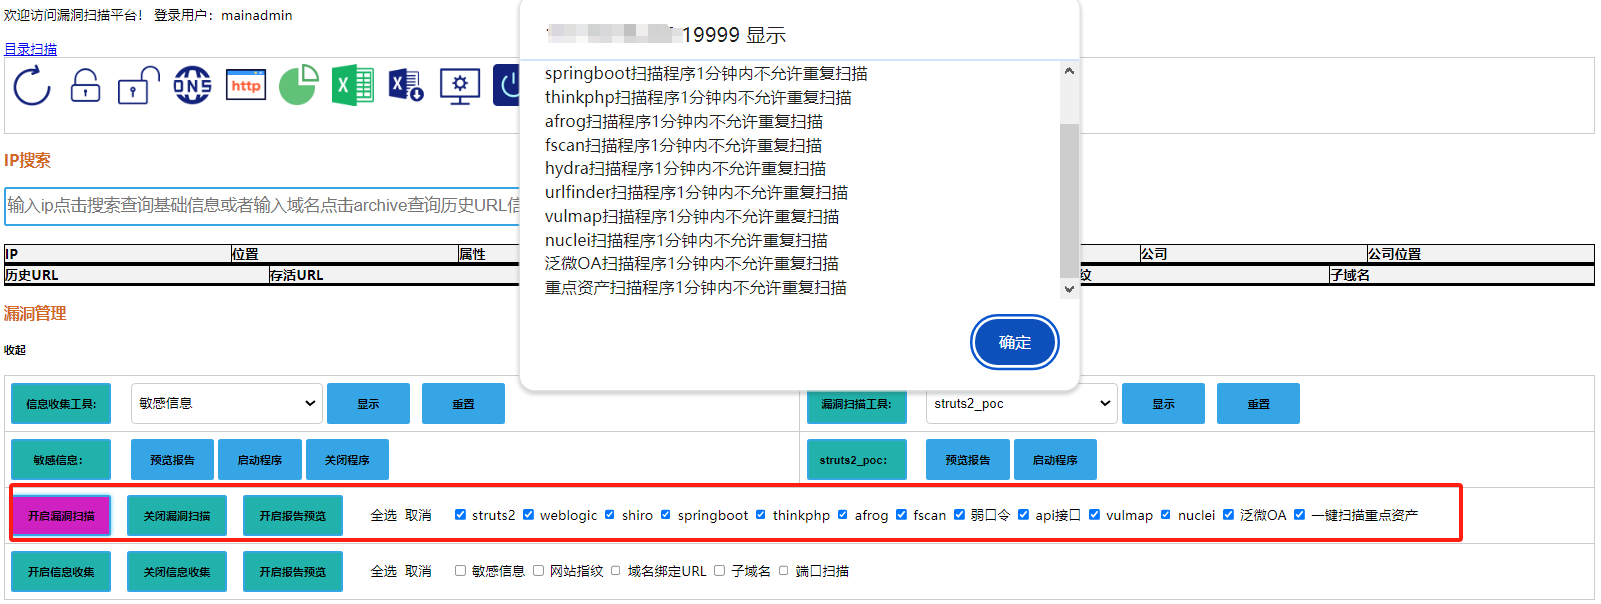 欢迎访问漏洞扫描平台! 登录用户: mainadmin
19999 显示
目录扫描
DNS http
springboot扫描程序1分钟内不允许重复扫描
thinkphp扫描程序1分钟内不允许重复扫描
afrog扫描程序1分钟内不允许重复扫描
fscan扫描程序1分钟内不允许重复扫描
hydra扫描程序1分钟内不允许重复扫描
urlfinder扫描程序1分钟内不允许重复扫描
vulmap扫描程序1分钟内不允许重复扫描
nuclei扫描程序1分钟内不允许重复扫描
泛微OA扫描程序1分钟内不允许重复扫描
重点资产扫描程序1分钟内不允许重复扫描
确定
IP搜索
输入ip点击搜索查询基础信息或者输入域名点击archive查询历史URL信
IP 位置 属性 公司 公司位置
历史URL 存活URL 纹 子域名
漏洞管理
收起
信息收集工具: 敏感信息 显示 重置 漏洞扫描工具: struts2_poc 显示 重置
敏感信息: 预览报告 启动程序 关闭程序 struts2_poc: 预览报告 启动程序
开启漏洞扫描 关闭漏洞扫描 开启报告预览 全选 取消 struts2 weblogic shiro springboot thinkphp afrog fscan 弱口令 api接口 vulmap nuclei 泛微OA 一键扫描重点资产
开启信息收集 关闭信息收集 开启报告预览 全选 取消 敏感信息 网站指纹 域名绑定URL 子域名 端口扫描